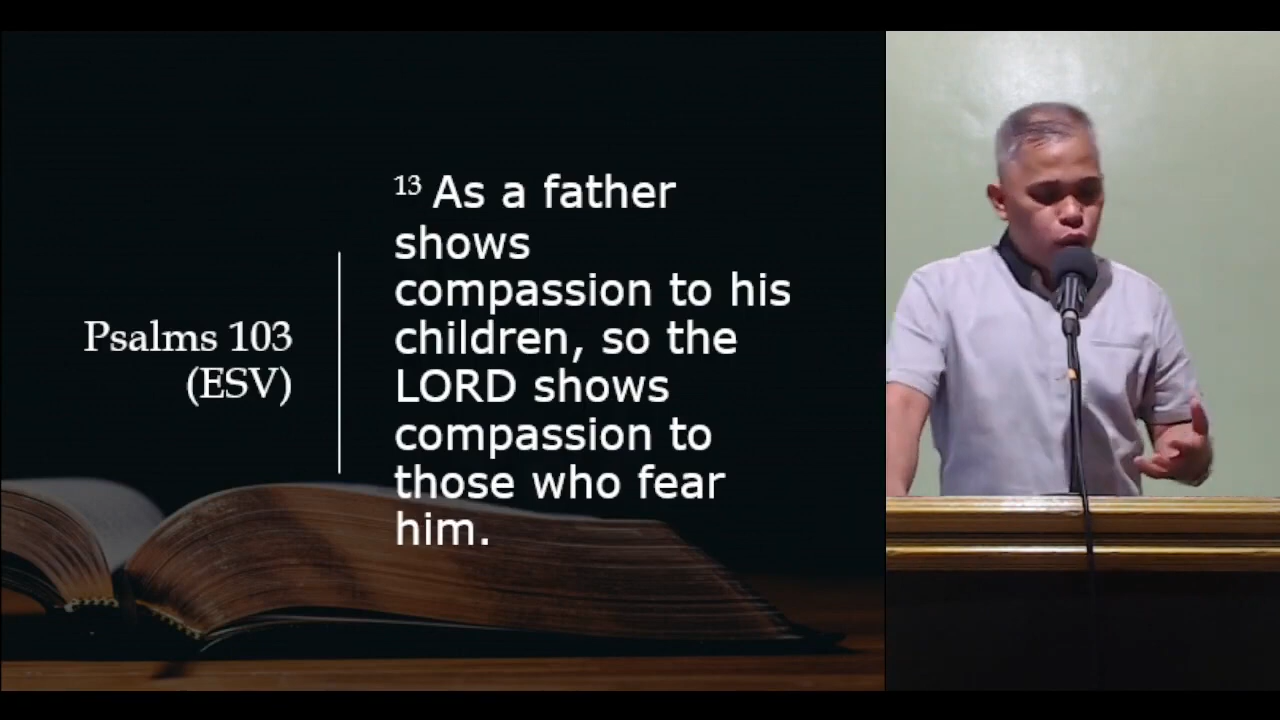 Psalms 103
(ESV)
13 As a father
shows
compassion to his
children, so the
LORD shows
compassion to
those who fear
him.